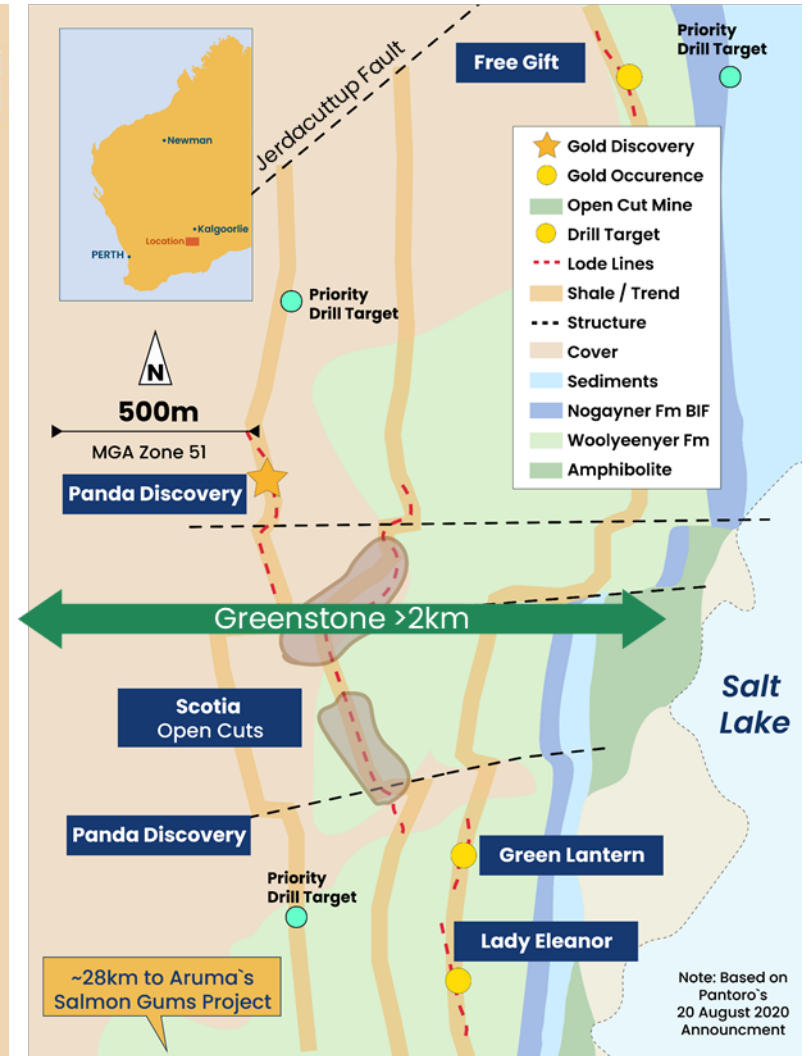 Newman
Kalgoorlie
Location
PERTH
Jerdacuttup Fault
Free Gift
Priority
Drill Target
Gold Discovery
Gold Occurence
Open Cut Mine
Drill Target
Lode Lines
Shale / Trend
Structure
Cover
Sediments
Nogayner Fm BIF
Woolyeenyer Fm
Amphibolite
Priority
Drill Target
N
500m
MGA Zone 51
Panda Discovery
Greenstone >2km
Scotia
Open Cuts
Salt
Lake
Panda Discovery
Green Lantern
Priority
Drill Target
Lady Eleanor
~28km to Aruma`s
Salmon Gums Project
Note: Based on
Pantoro`s
20 August 2020
Announcment